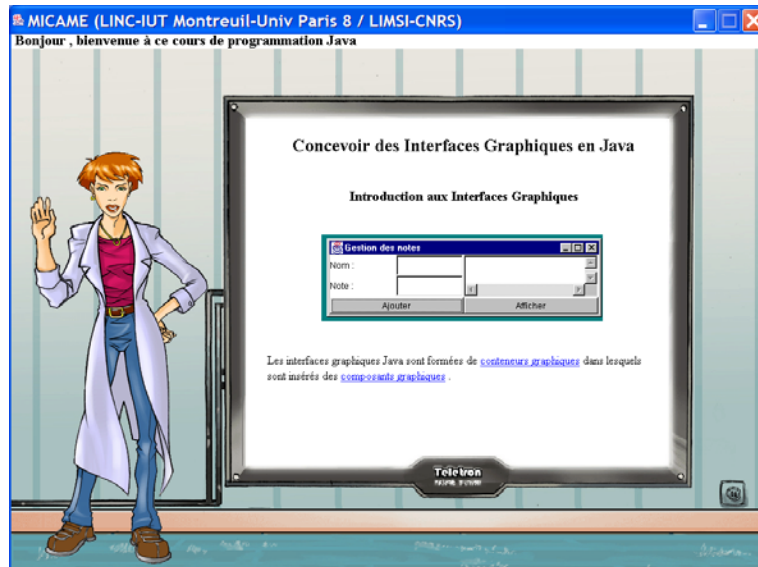 MICAME (LINC-IUT Montreuil-Univ Paris 8 / LIMSI-CNRS)
Bonjour , bienvenue à ce cours de programmation Java
Concevoir des Interfaces Graphiques en Java
Introduction aux Interfaces Graphiques
Gestion des notes
Nom :
Note :
Ajouter Afficher
Les interfaces graphiques Java sont formées de conteneurs graphiques dans lesquels
sont insérés des composants graphiques .
Teletron